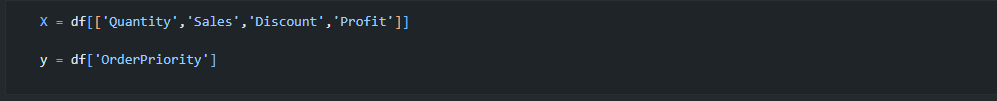 X = df[['Quantity','Sales','Discount','Profit']]
y = df['OrderPriority']